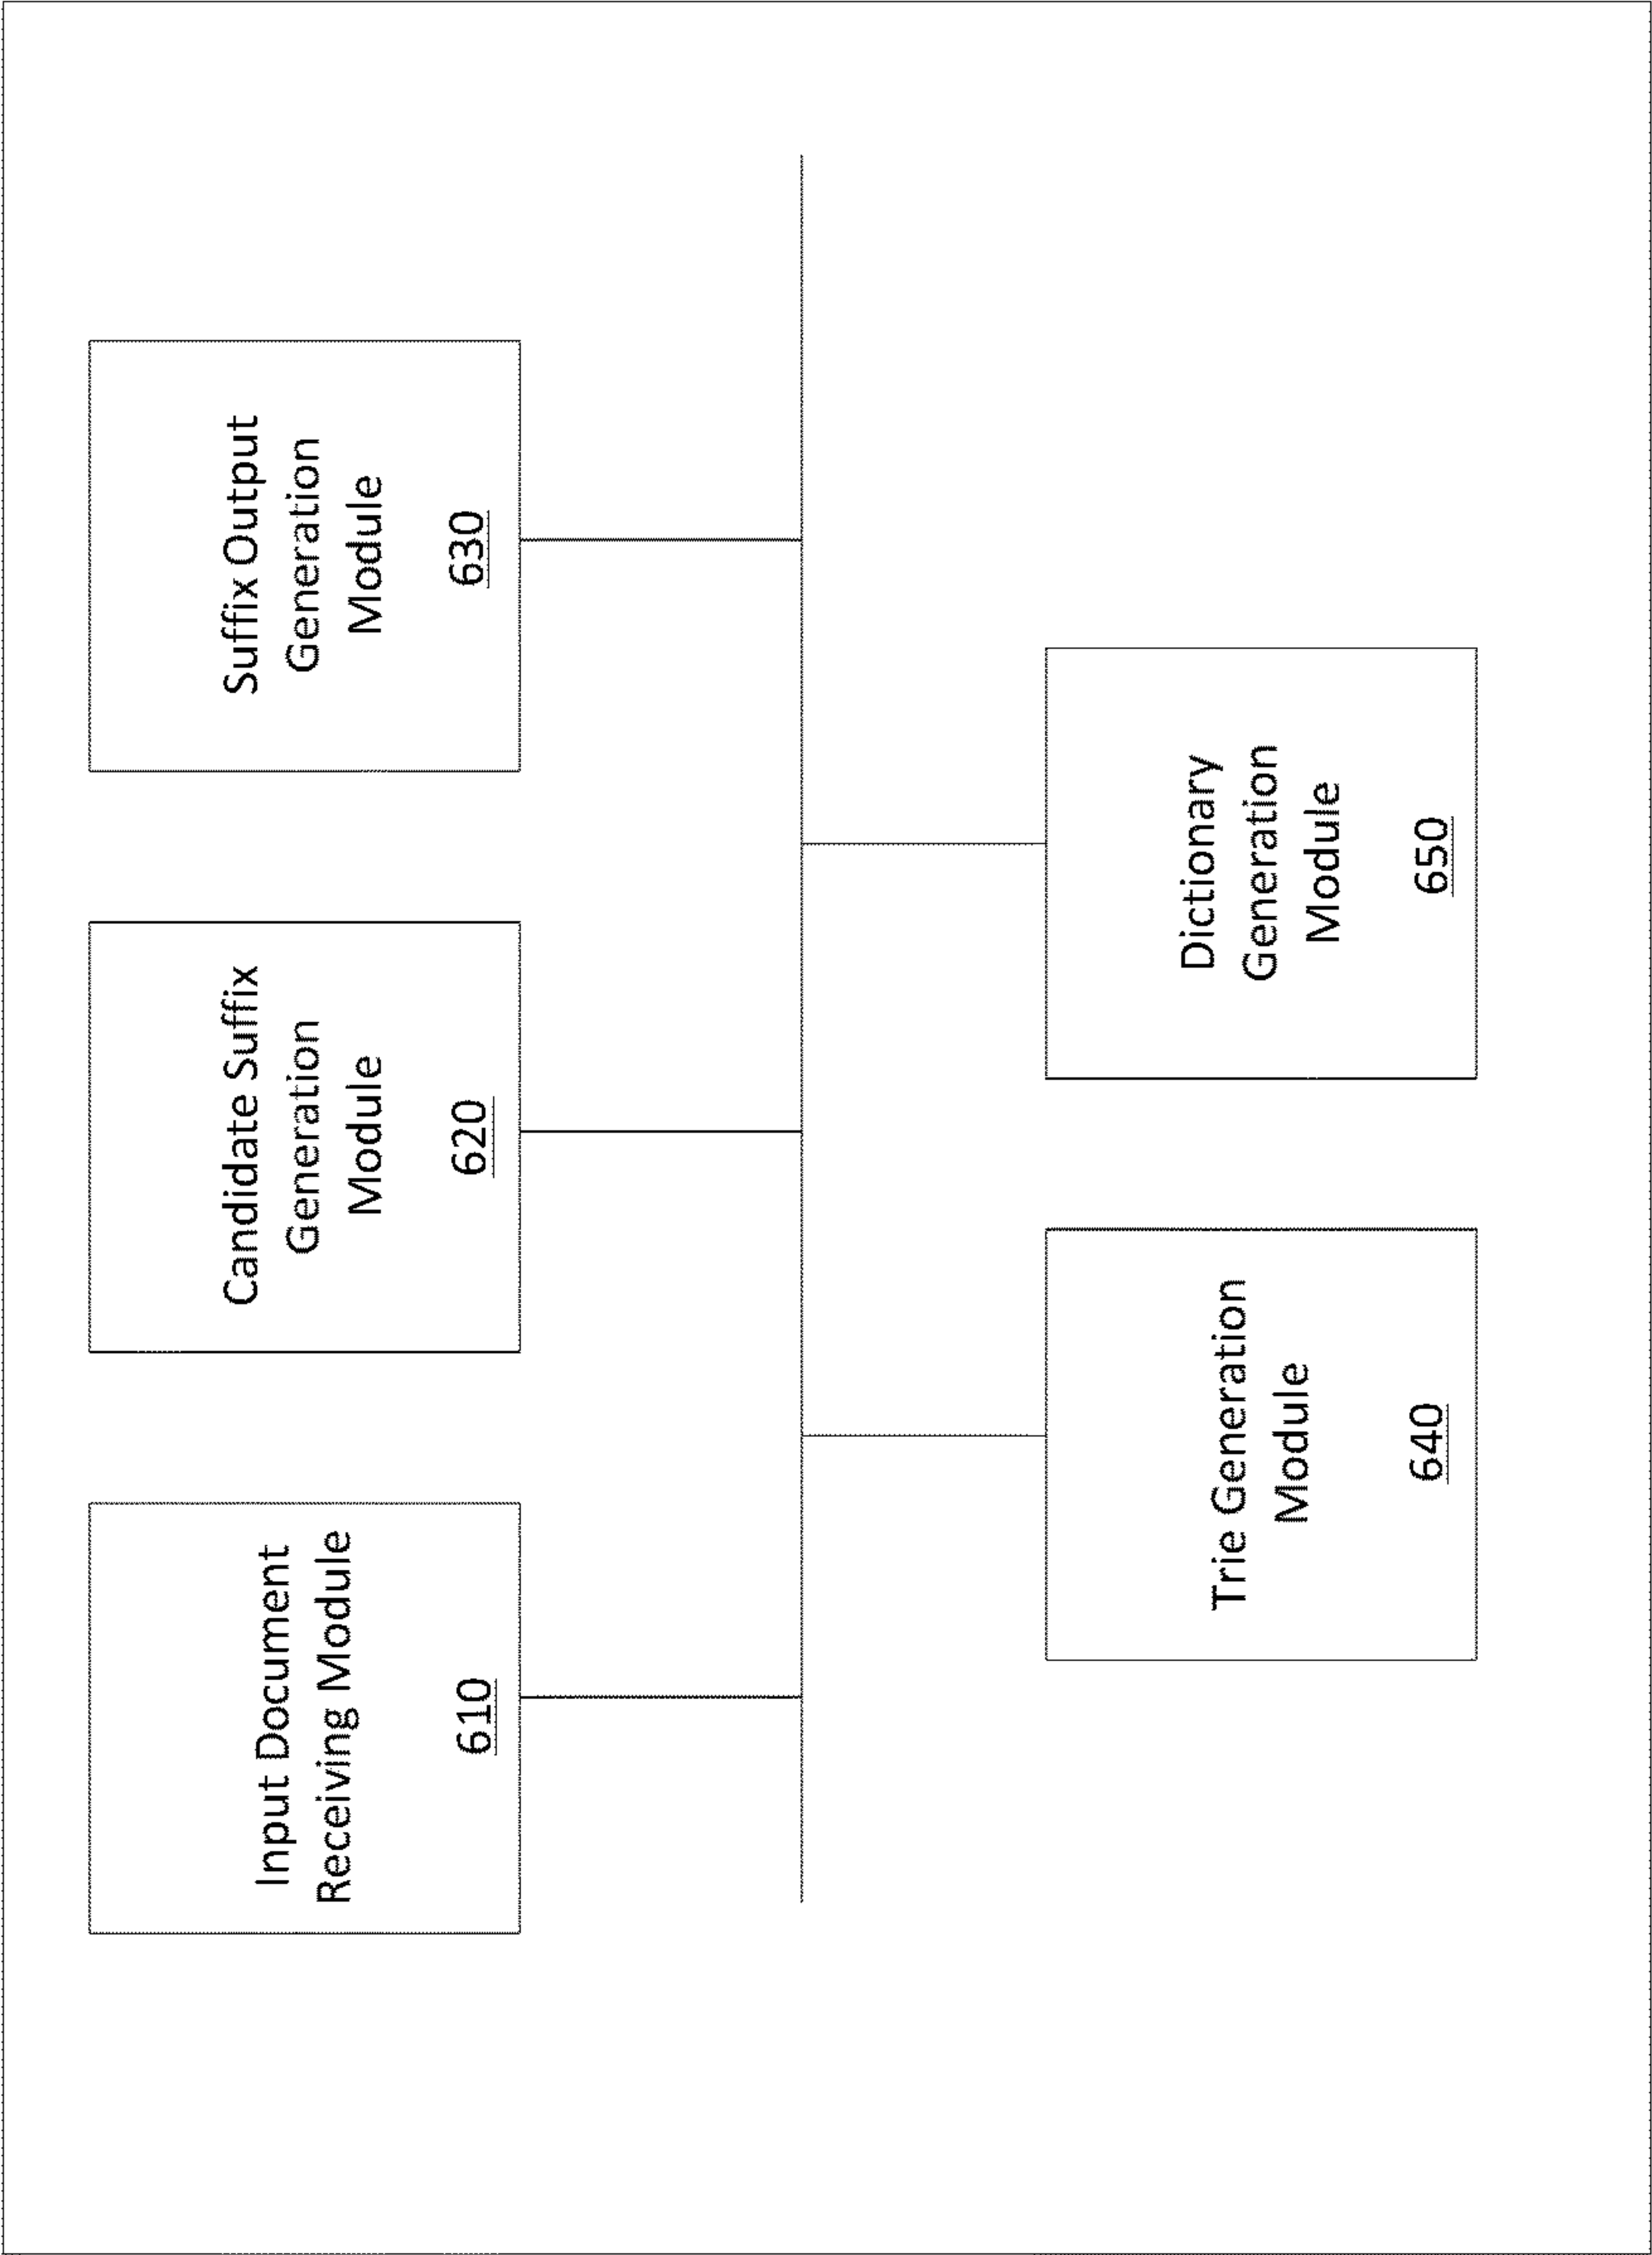 Input Document
Receiving Module
610
Candidate Suffix
Generation
Module
620
Suffix Output
Generation
Module
630
Trie Generation
Module
640
Dictionary
Generation
Module
650